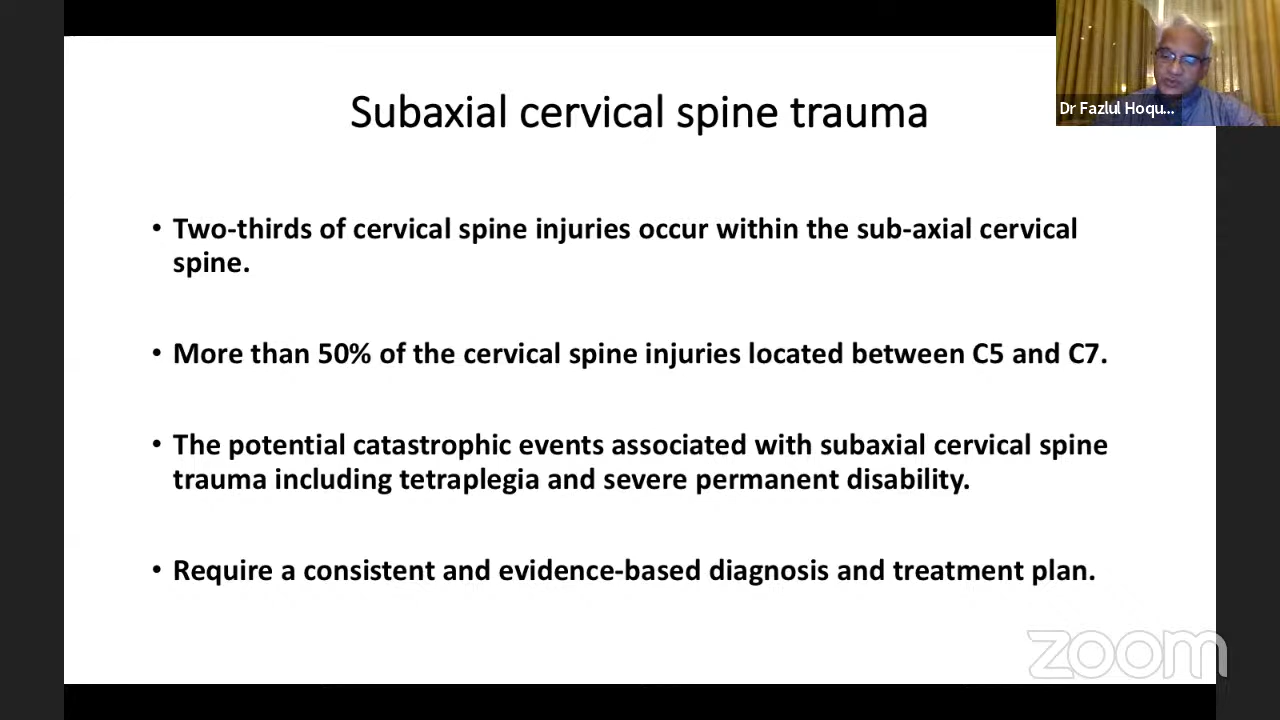 Subaxial cervical spine trauma
Dr Fazlul Hoqu...
• Two-thirds of cervical spine injuries occur within the sub-axial cervical
spine.
• More than 50% of the cervical spine injuries located between C5 and C7.
• The potential catastrophic events associated with subaxial cervical spine
trauma including tetraplegia and severe permanent disability.
• Require a consistent and evidence-based diagnosis and treatment plan.
zoom